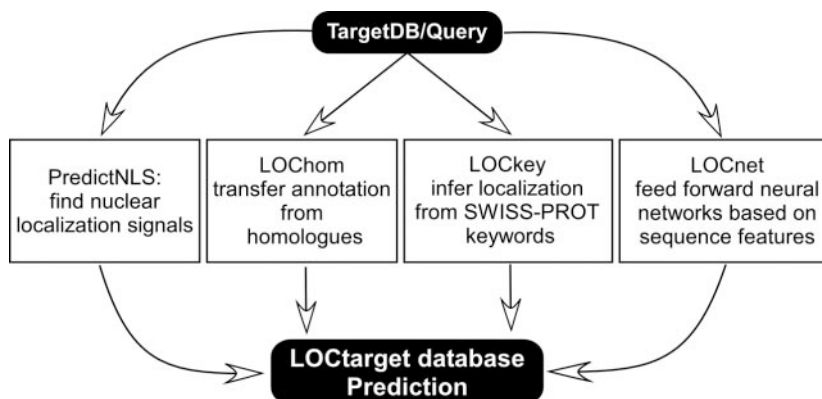 TargetDB/Query
PredictNLS:
find nuclear
localization signals
LOChom
transfer annotation
from
homologues
LOCkey
infer localization
from SWISS-PROT
keywords
LOCnet
feed forward neural
networks based on
sequence features
LOCtarget database
Prediction